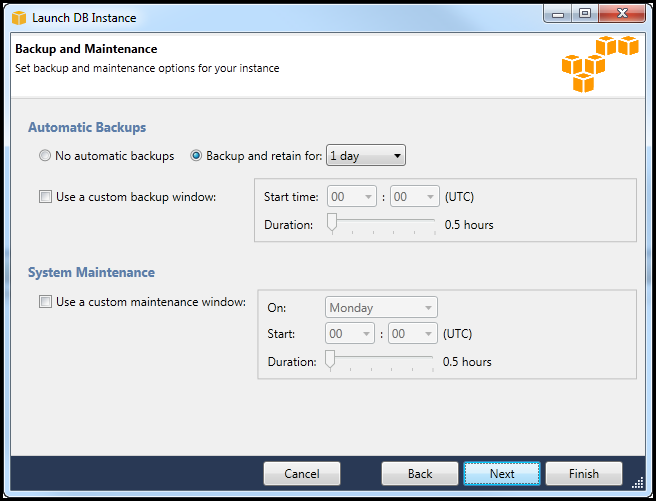 Launch DB Instance
Backup and Maintenance
Set backup and maintenance options for your instance
Automatic Backups
No automatic backups Backup and retain for: 1 day
Use a custom backup window: Start time: 00 : 00 (UTC)
Duration: 0.5 hours
System Maintenance
Use a custom maintenance window: On: Monday
Start: 00 : 00 (UTC)
Duration: 0.5 hours
Cancel Back Next Finish